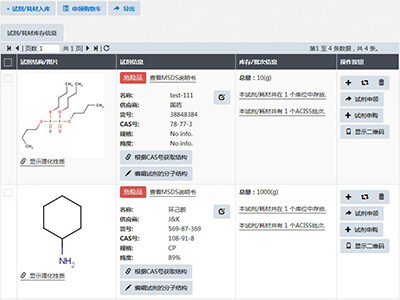 + 试剂/耗材入库 申领购物库 导出
试剂/耗材库存信息
页数 1 共 1 页 第1 至 4 条数据，共 4 条。
试剂结构/图片 试剂信息 库存/批次信息 操作按钮
危险品 查看MSDS说明书
名称: test-111
供应商: 国药
货号: 38848384
CAS号: 78-77-3
规格: No info.
纯度: No info.
根据CAS号获取结构
编辑试剂的分子结构
显示理化性质
总量：10(g)
本试剂/耗材共在 1 个库位中存放.
本试剂/耗材共有 1 个ACISS批次.
试剂申领
试剂申购
显示二维码
危险品 查看MSDS说明书
名称: 环己胺
供应商: J&K
货号: 569-87-369
CAS号: 108-91-8
规格: CP
纯度: 89%
根据CAS号获取结构
编辑试剂的分子结构
NH₂
显示理化性质
总量：1000(g)
本试剂/耗材共在 1 个库位中存放.
本试剂/耗材共有 1 个ACISS批次.
试剂申领
试剂申购
显示二维码